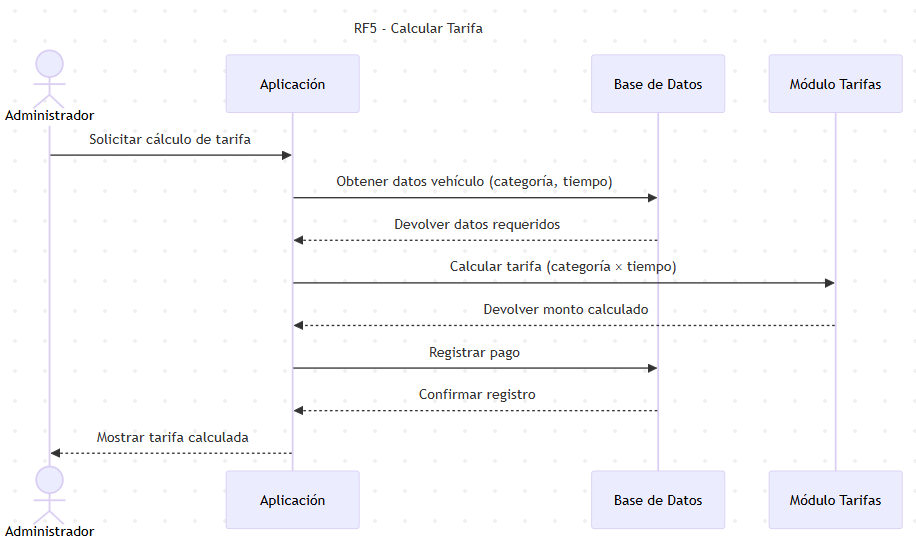 RF5 - Calcular Tarifa
Administrador
Aplicación
Base de Datos
Módulo Tarifas
Solicitar cálculo de tarifa
Obtener datos vehículo (categoría, tiempo)
Devolver datos requeridos
Calcular tarifa (categoría × tiempo)
Devolver monto calculado
Registrar pago
Confirmar registro
Mostrar tarifa calculada
Administrador
Aplicación
Base de Datos
Módulo Tarifas